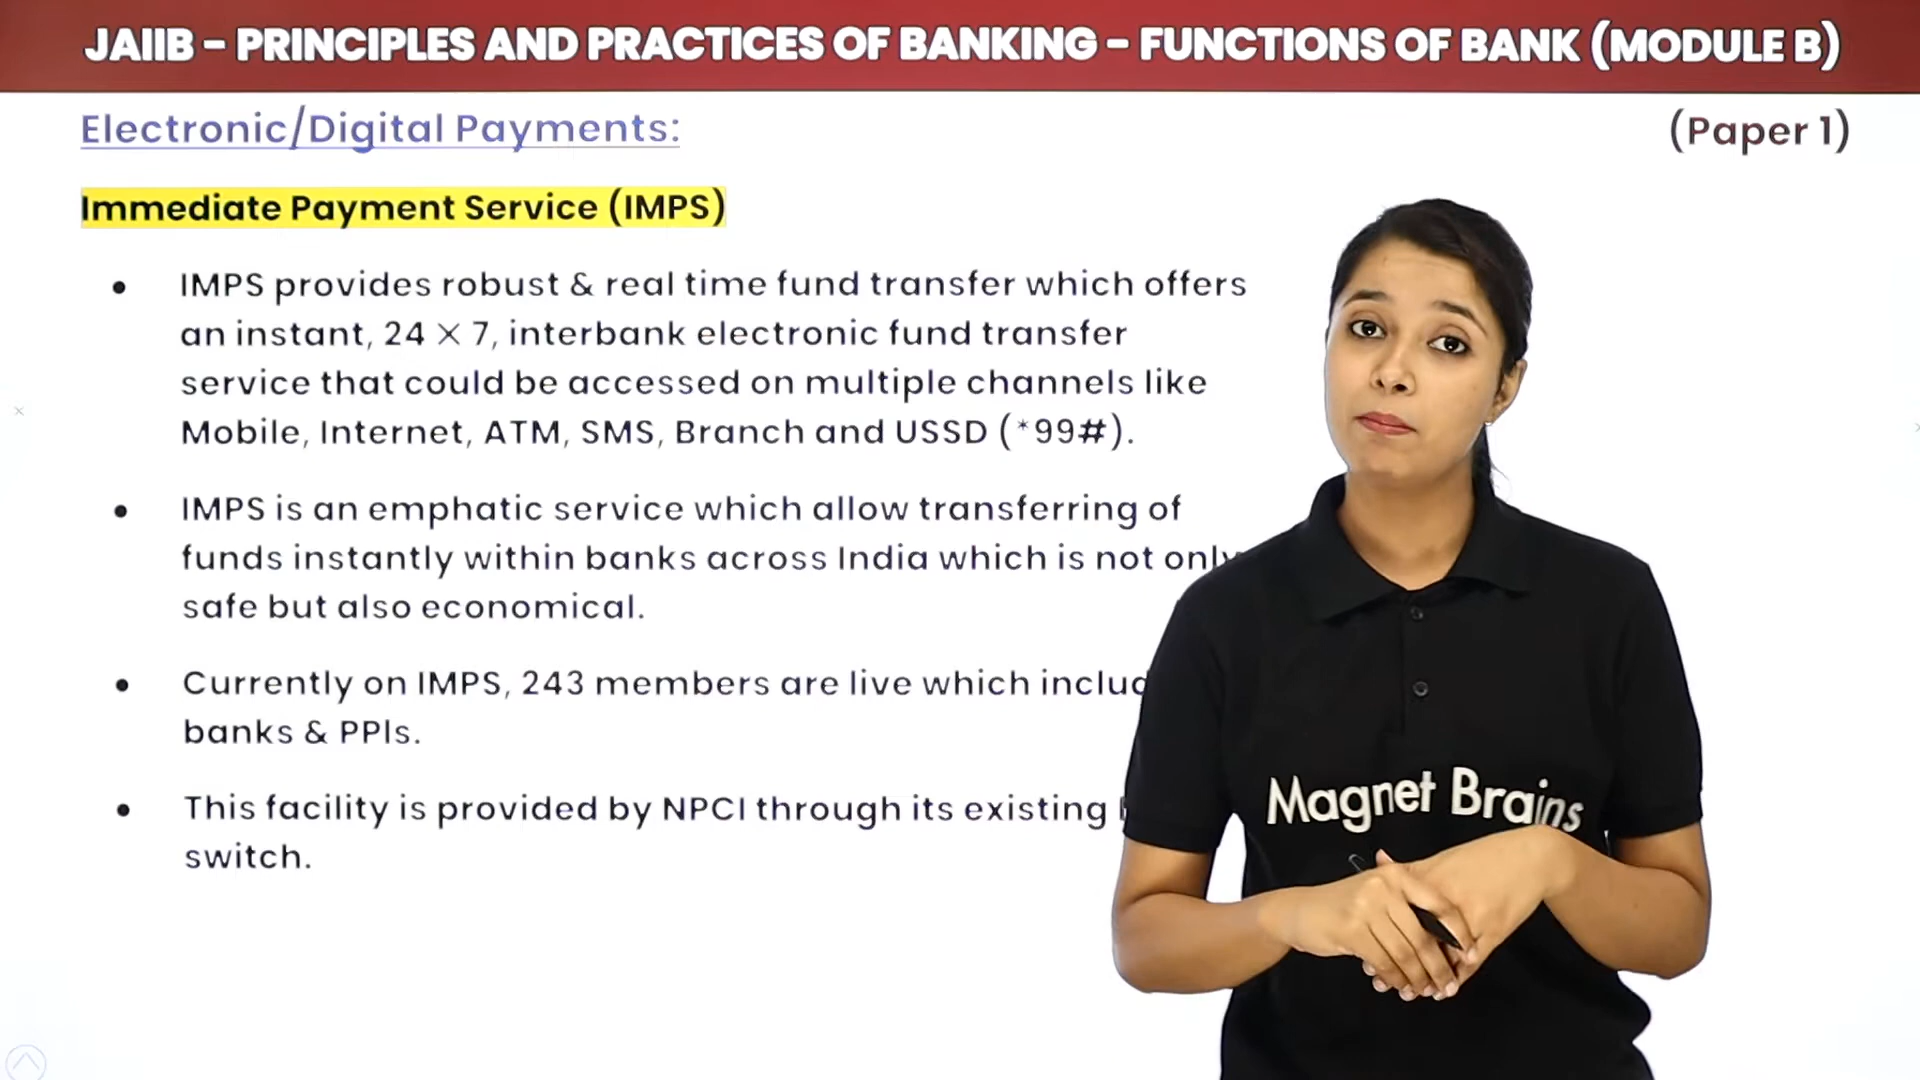 JAIIB – PRINCIPLES AND PRACTICES OF BANKING – FUNCTIONS OF BANK (MODULE B)
Electronic/Digital Payments:
(Paper 1)
Immediate Payment Service (IMPS)
• IMPS provides robust & real time fund transfer which offers
an instant, 24 × 7, interbank electronic fund transfer
service that could be accessed on multiple channels like
Mobile, Internet, ATM, SMS, Branch and USSD (*99#).
• IMPS is an emphatic service which allow transferring of
funds instantly within banks across India which is not only
safe but also economical.
• Currently on IMPS, 243 members are live which
banks & PPIs.
• This facility is provided by NPCI through its existing
switch.
Magnet Brains